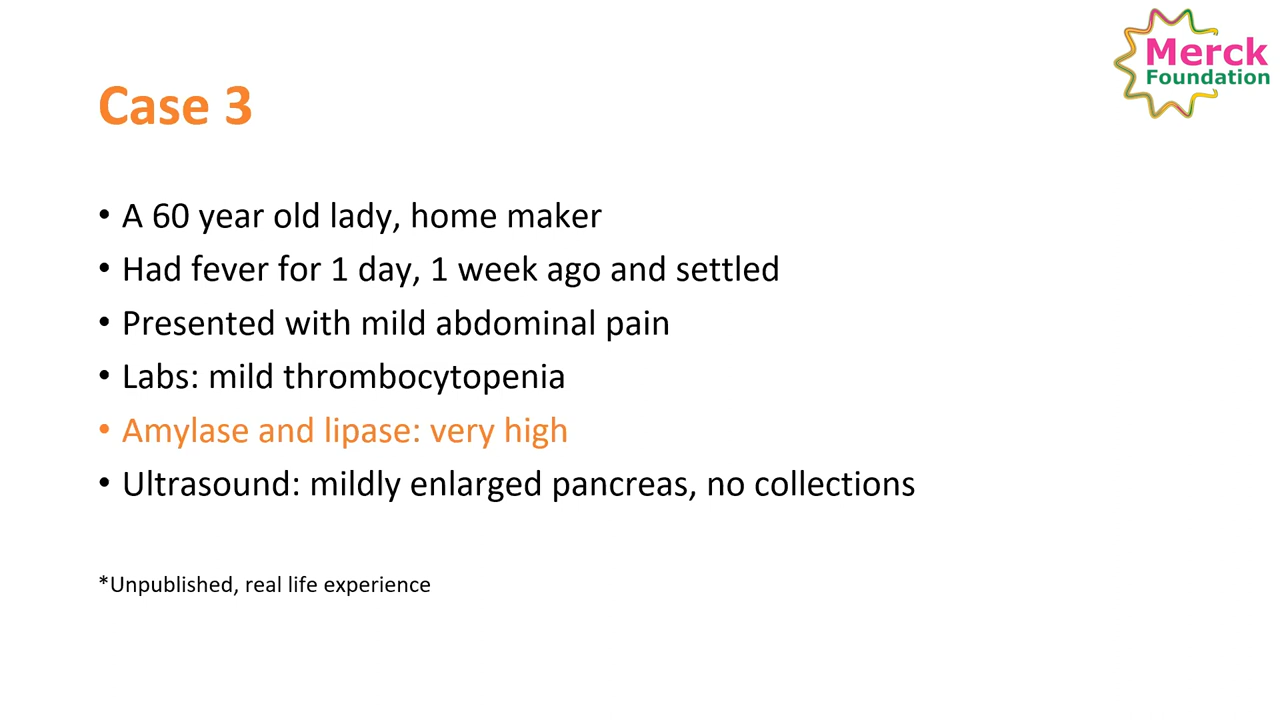 Merck
Foundation
Case 3
• A 60 year old lady, home maker
• Had fever for 1 day, 1 week ago and settled
• Presented with mild abdominal pain
• Labs: mild thrombocytopenia
• Amylase and lipase: very high
• Ultrasound: mildly enlarged pancreas, no collections
*Unpublished, real life experience